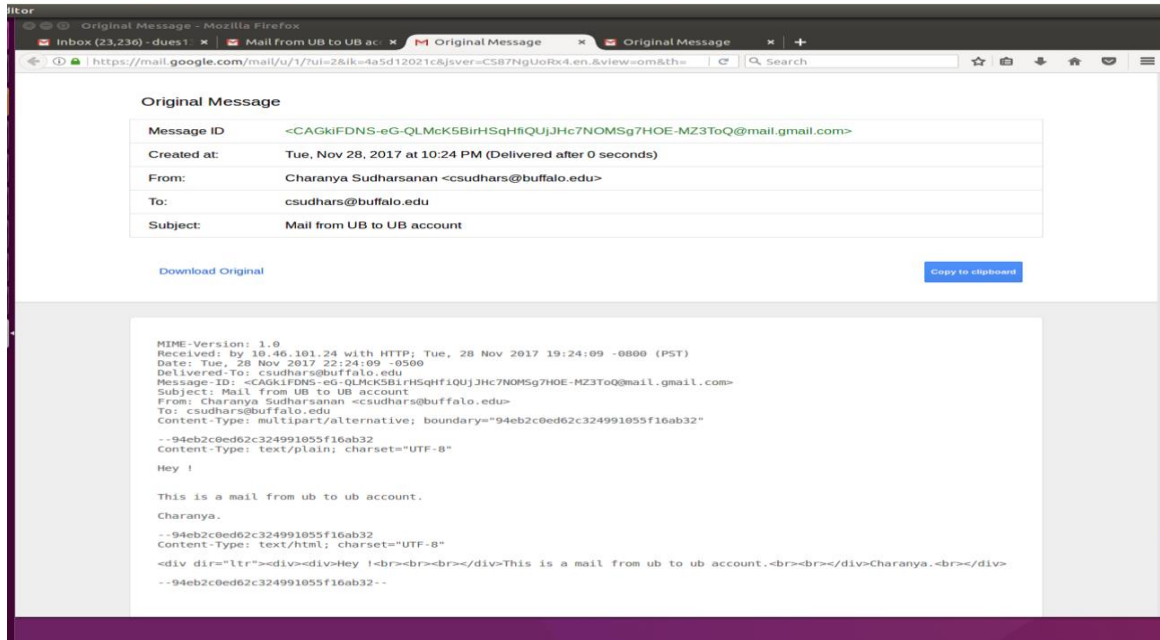 ditor
Original Message - Mozilla Firefox
Inbox (23,236) - dues1 Mail from UB to UB ac Original Message Original Message
https://mail.google.com/mail/u/1/?ui=2&ik=4a5d12021c&jsver=CS87NgUoRx4.en.&view=om&th= Search
Original Message
Message ID <CAGkiFDNS-eG-QLMcK5BirHSqHfiQUjJHc7NOMSg7HOE-MZ3ToQ@mail.gmail.com>
Created at: Tue, Nov 28, 2017 at 10:24 PM (Delivered after 0 seconds)
From: Charanya Sudharsanan <csudhars@buffalo.edu>
To: csudhars@buffalo.edu
Subject: Mail from UB to UB account
Download Original Copy to clipboard
MIME-Version: 1.0
Received: by 10.46.101.24 with HTTP; Tue, 28 Nov 2017 19:24:09 -0800 (PST)
Date: Tue, 28 Nov 2017 22:24:09 -0500
Delivered-To: csudhars@buffalo.edu
Message-ID: <CAGkiFDNS-eG-QLMcK5BirHSqHfiQUjJHc7NOMSg7HOE-MZ3ToQ@mail.gmail.com>
Subject: Mail from UB to UB account
From: Charanya Sudharsanan <csudhars@buffalo.edu>
To: csudhars@buffalo.edu
Content-Type: multipart/alternative; boundary="94eb2c0ed62c324991055f16ab32"
--94eb2c0ed62c324991055f16ab32
Content-Type: text/plain; charset="UTF-8"
Hey !
This is a mail from ub to ub account.
Charanya.
--94eb2c0ed62c324991055f16ab32
Content-Type: text/html; charset="UTF-8"
<div dir="ltr"><div><div>Hey !<br><br><br></div>This is a mail from ub to ub account.<br><br></div>Charanya.<br></div>
--94eb2c0ed62c324991055f16ab32--